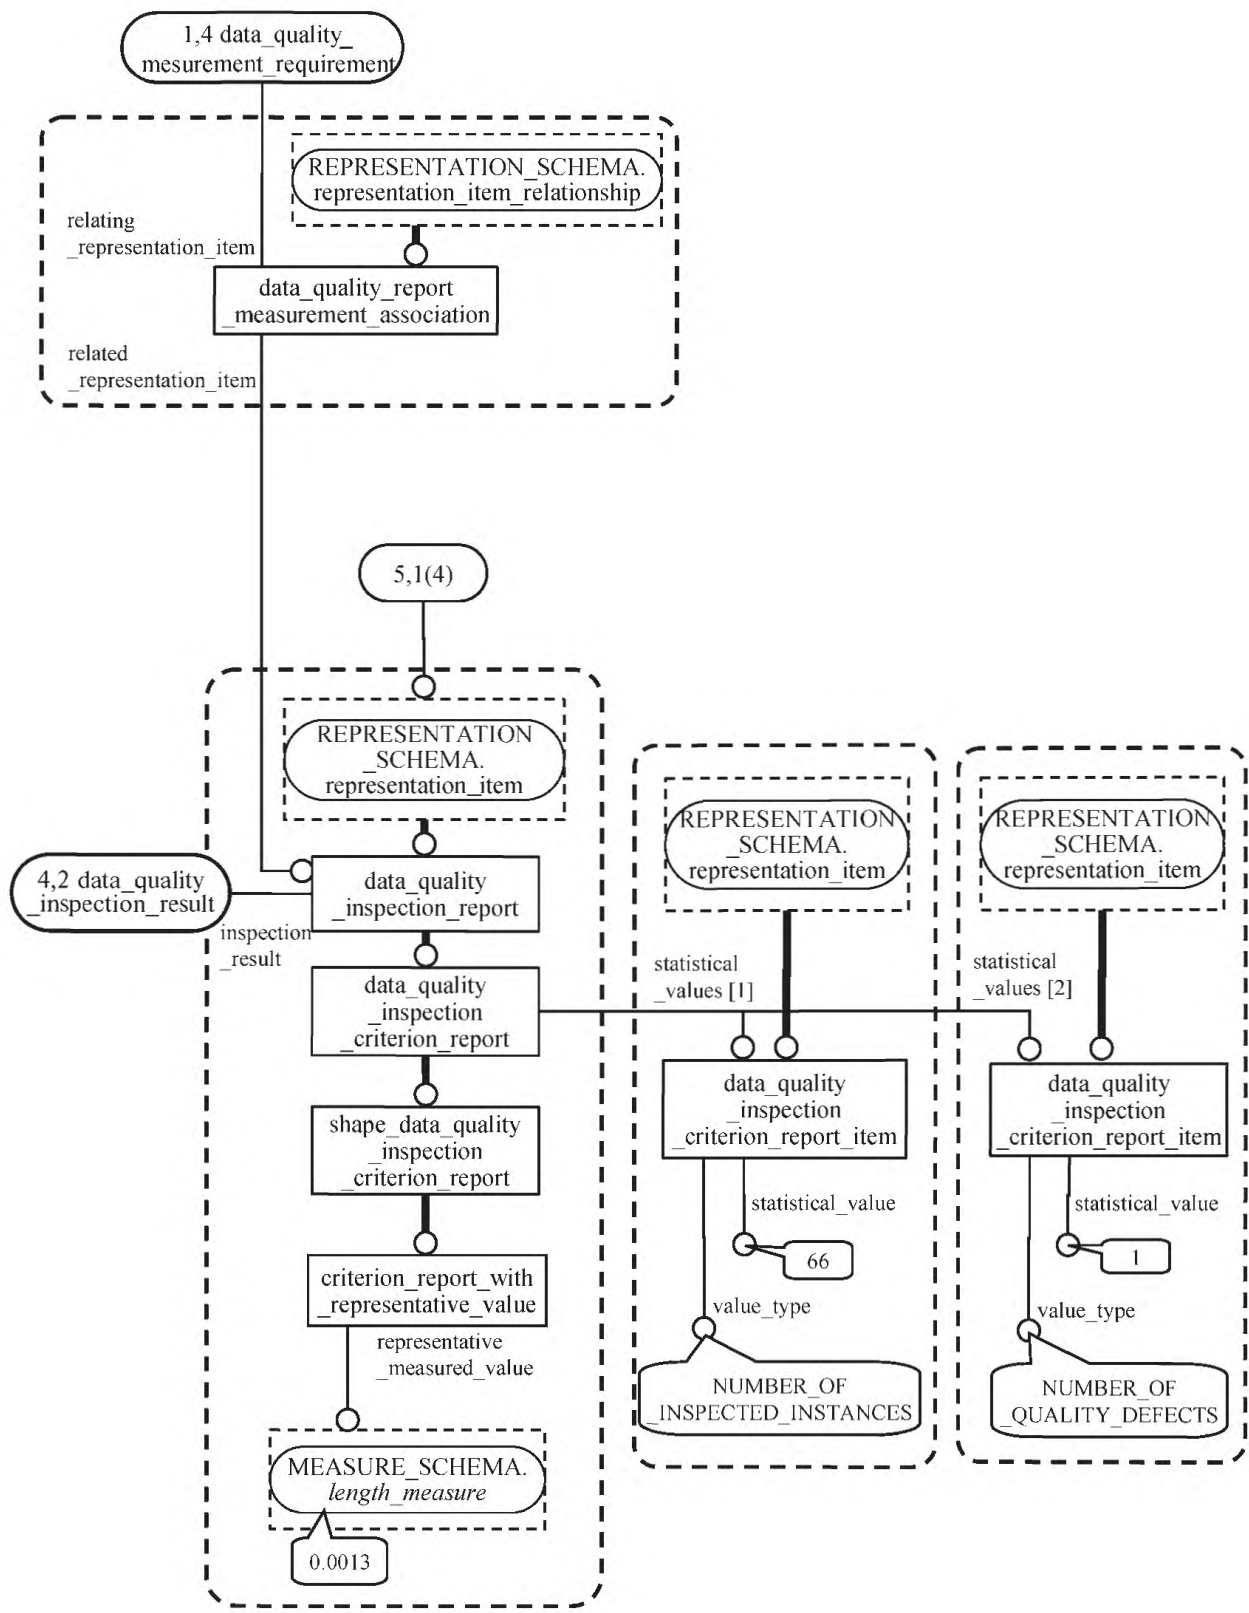 1,4 data_quality_
mesurement_requirement
REPRESENTATION_SCHEMA.
representation_item_relationship
relating
_representation_item
data_quality_report
_measurement_association
related
_representation_item
5,1(4)
REPRESENTATION
_SCHEMA.
representation_item
4,2 data_quality
_inspection_result
data_quality
_inspection_report
inspection
_result
data_quality
_inspection
_criterion_report
shape_data_quality
_inspection
_criterion_report
criterion_report_with
_representative_value
representative
_measured_value
MEASURE_SCHEMA.
length_measure
0.0013
REPRESENTATION
_SCHEMA.
representation_item
statistical
_values [1]
data_quality
_inspection
_criterion_report_item
statistical_value
66
value_type
NUMBER_OF
_INSPECTED_INSTANCES
REPRESENTATION
_SCHEMA.
representation_item
statistical
_values [2]
data_quality
_inspection
_criterion_report_item
statistical_value
1
value_type
NUMBER_OF
_QUALITY_DEFECTS